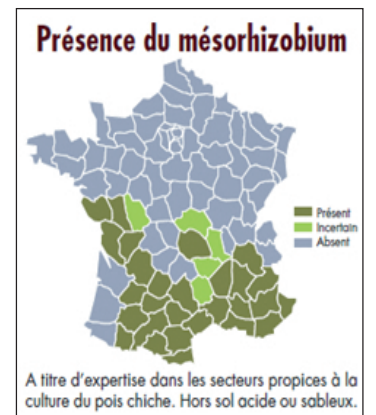 Présence du mésorhizobium
Présent
Incertain
Absent
A titre d'expertise dans les secteurs propices à la
culture du pois chiche. Hors sol acide ou sableux.